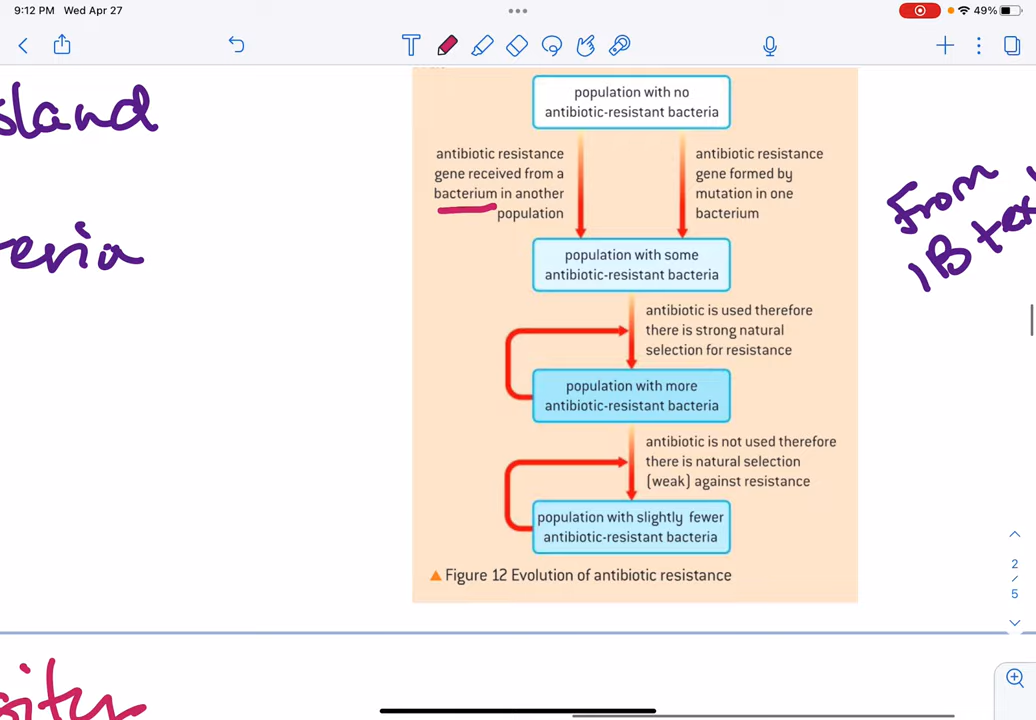 9:12 PM Wed Apr 27
49%
T
population with no
antibiotic-resistant bacteria
antibiotic resistance
gene received from a
bacterium in another
population
antibiotic resistance
gene formed by
mutation in one
bacterium
From
IB
population with some
antibiotic-resistant bacteria
antibiotic is used therefore
there is strong natural
selection for resistance
population with more
antibiotic-resistant bacteria
antibiotic is not used therefore
there is natural selection
(weak) against resistance
population with slightly fewer
antibiotic-resistant bacteria
Figure 12 Evolution of antibiotic resistance
2
/
5